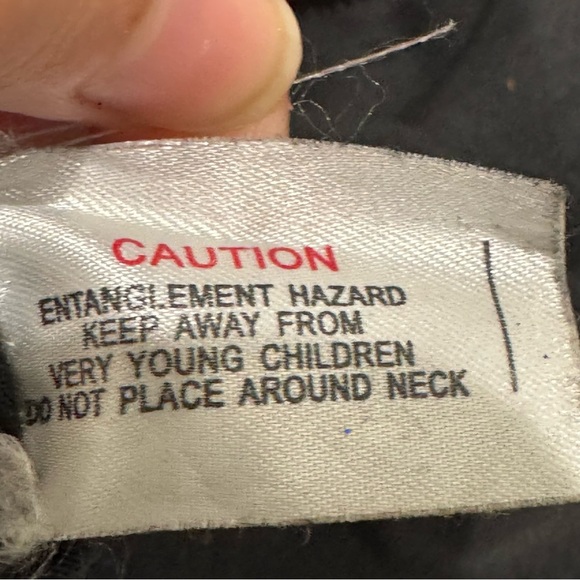 CAUTION
ENTANGLEMENT HAZARD
KEEP AWAY FROM
VERY YOUNG CHILDREN
DO NOT PLACE AROUND NECK